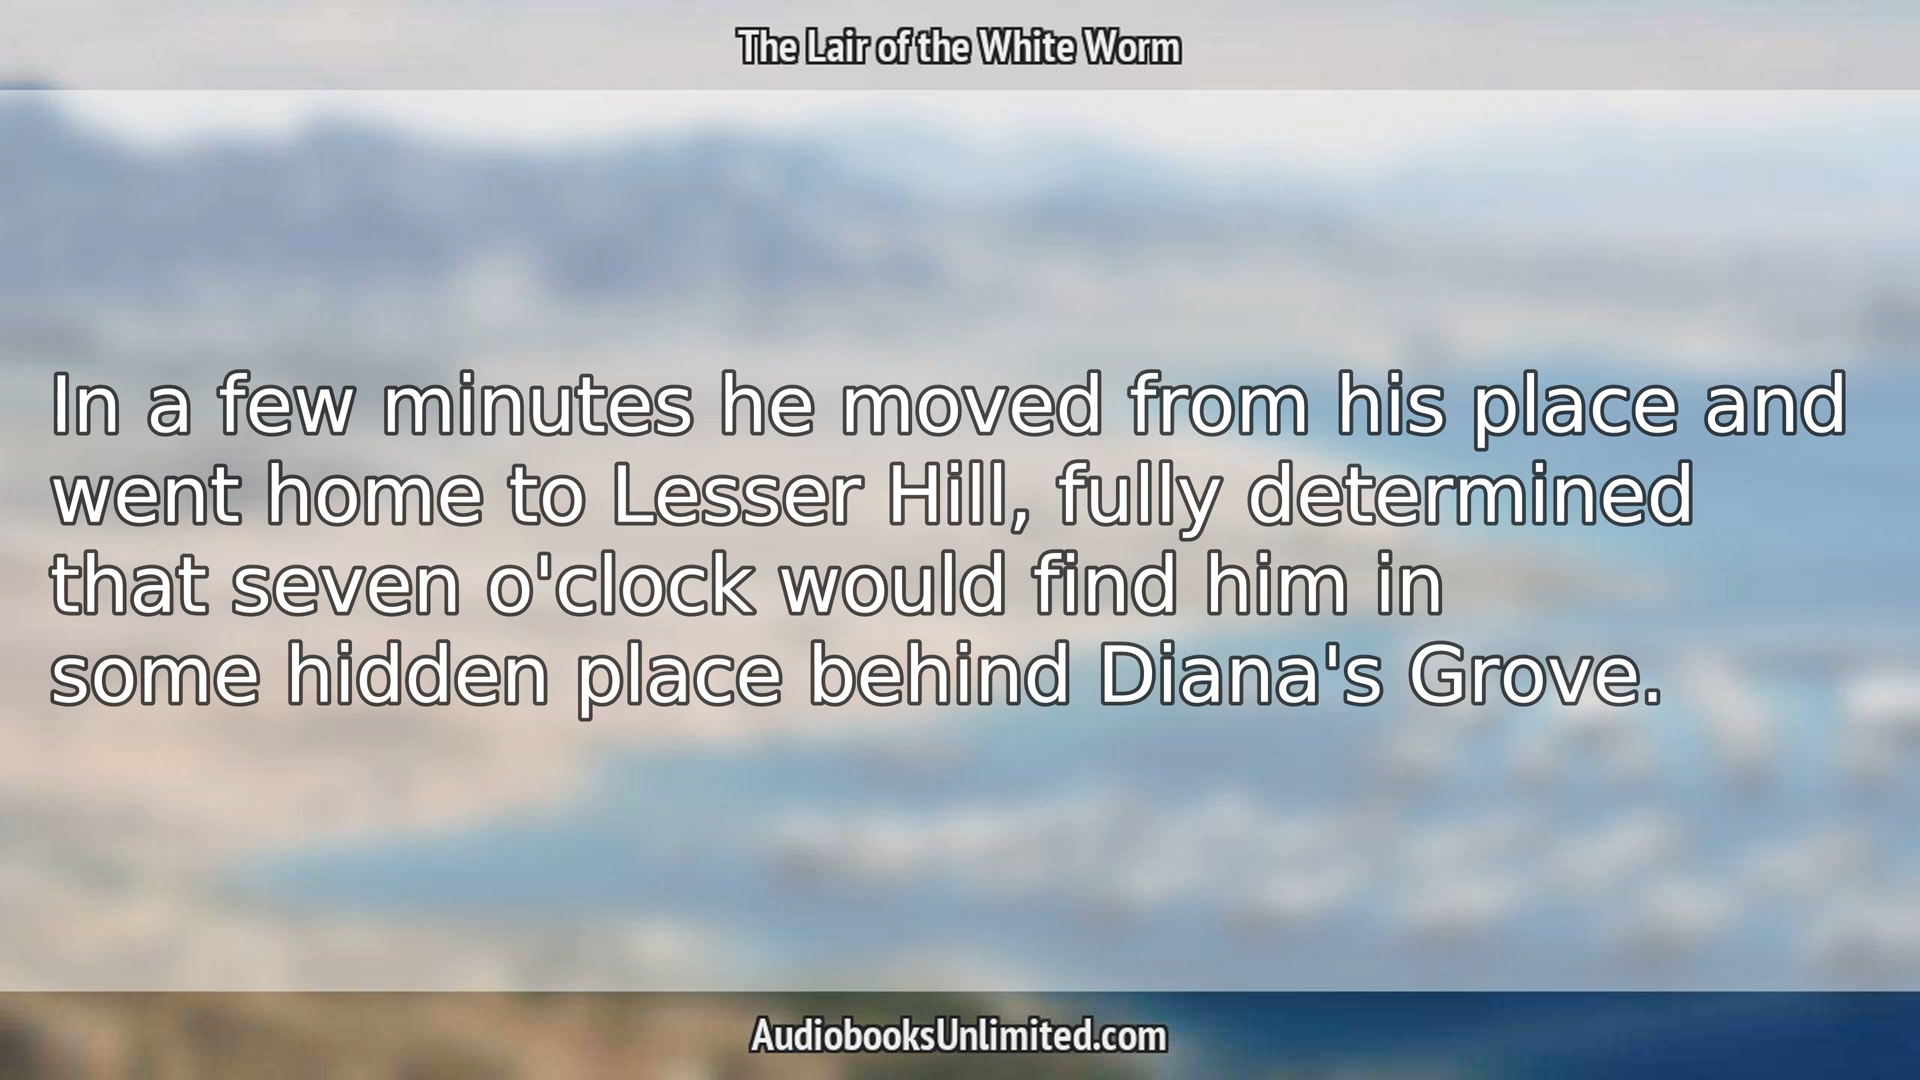 The Lair of the White Worm
In a few minutes he moved from his place and
went home to Lesser Hill, fully determined
that seven o'clock would find him in
some hidden place behind Diana's Grove.
AudiobooksUnlimited.com